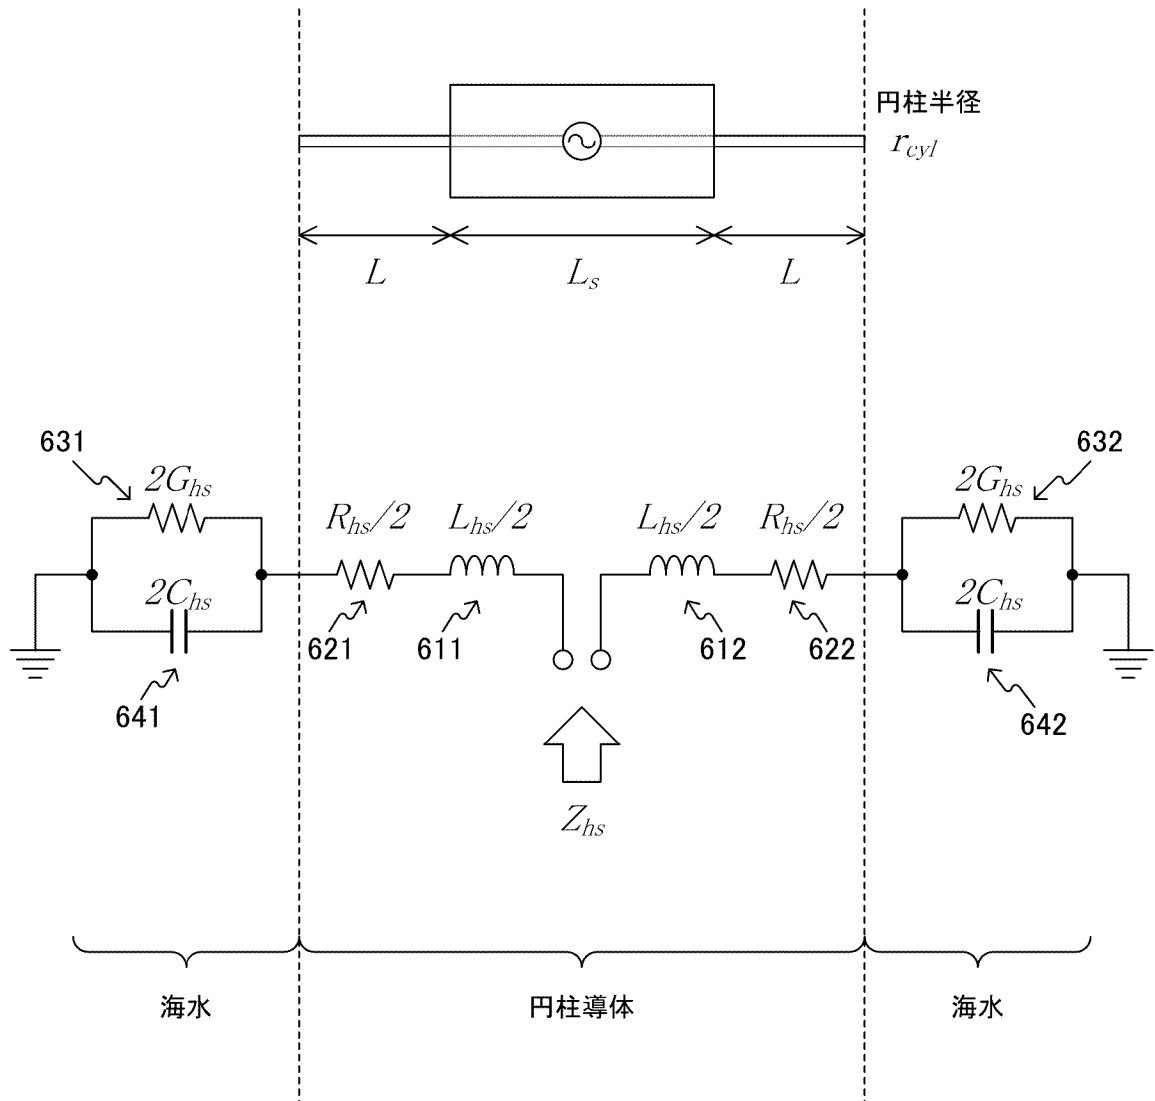 円柱半径
r_cyl
L
L_s
L
631
2G_hs
R_hs/2
L_hs/2
L_hs/2
R_hs/2
2G_hs
632
2C_hs
2C_hs
621
611
612
622
641
642
Z_hs
海水
円柱導体
海水